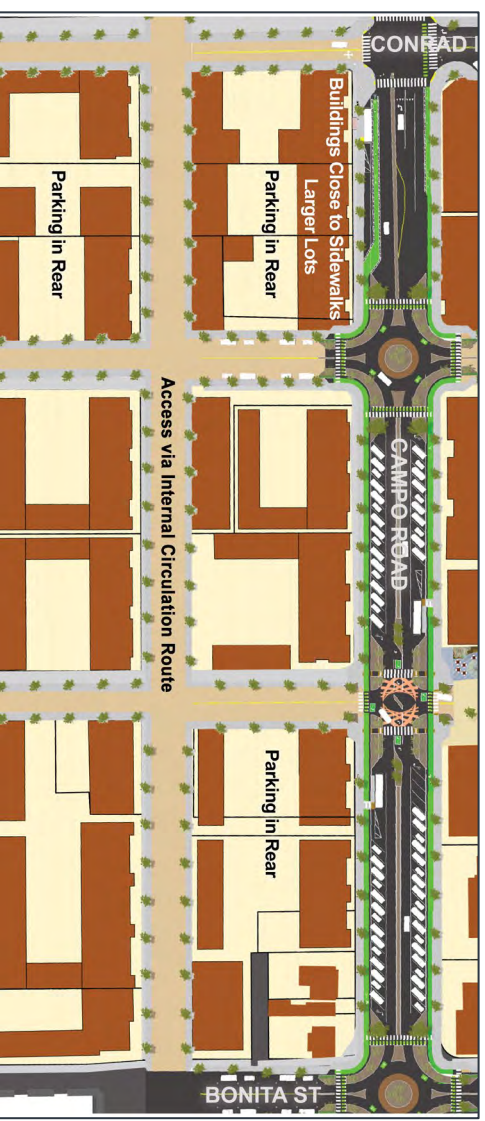 CONRAD
Buildings Close to Sidewalks
Larger Lots
Parking in Rear
Parking in Rear
CAMPO ROAD
Access via Internal Circulation Route
Parking in Rear
BONITA ST